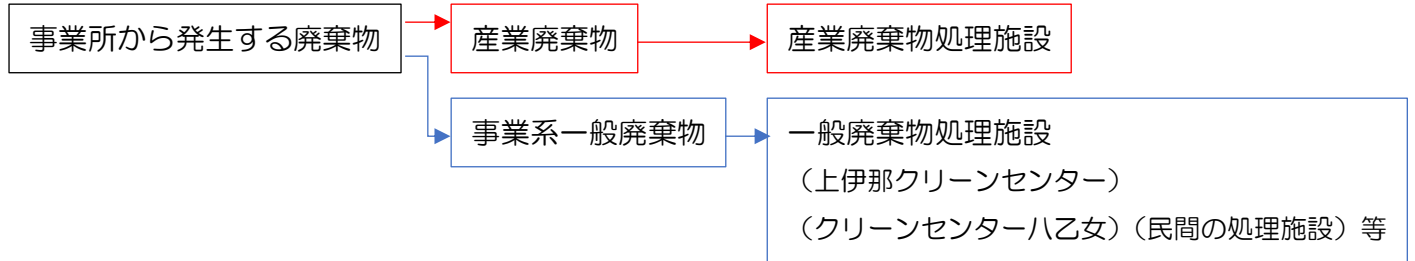 事業所から発生する廃棄物
産業廃棄物
産業廃棄物処理施設
事業系一般廃棄物
一般廃棄物処理施設
（上伊那クリーンセンター）
（クリーンセンター八乙女）（民間の処理施設）等